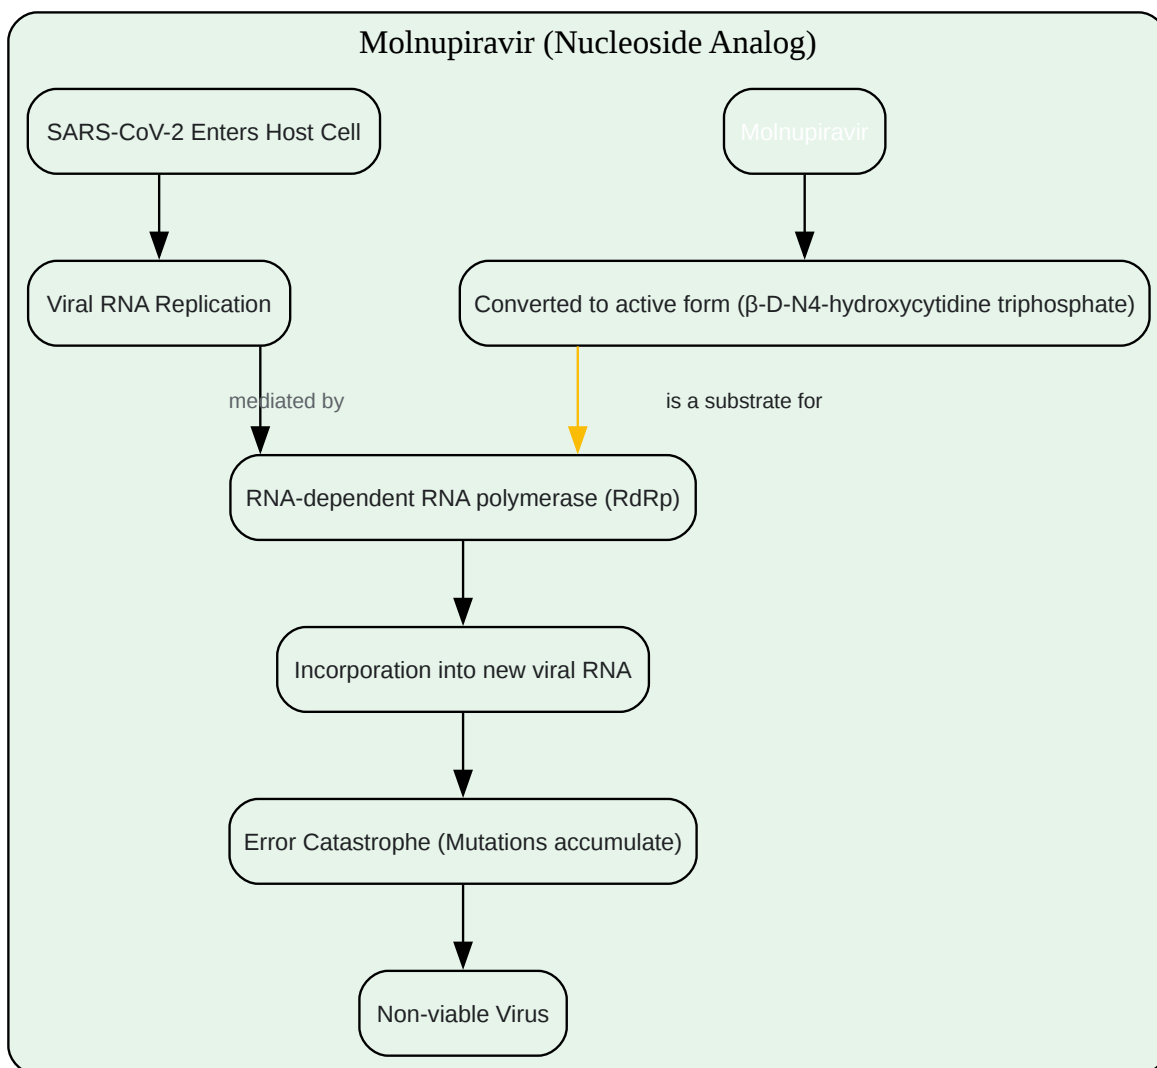 Molnupiravir (Nucleoside Analog)
SARS-CoV-2 Enters Host Cell
Molnupiravir
Viral RNA Replication
Converted to active form (β-D-N4-hydroxycytidine triphosphate)
mediated by
is a substrate for
RNA-dependent RNA polymerase (RdRp)
Incorporation into new viral RNA
Error Catastrophe (Mutations accumulate)
Non-viable Virus